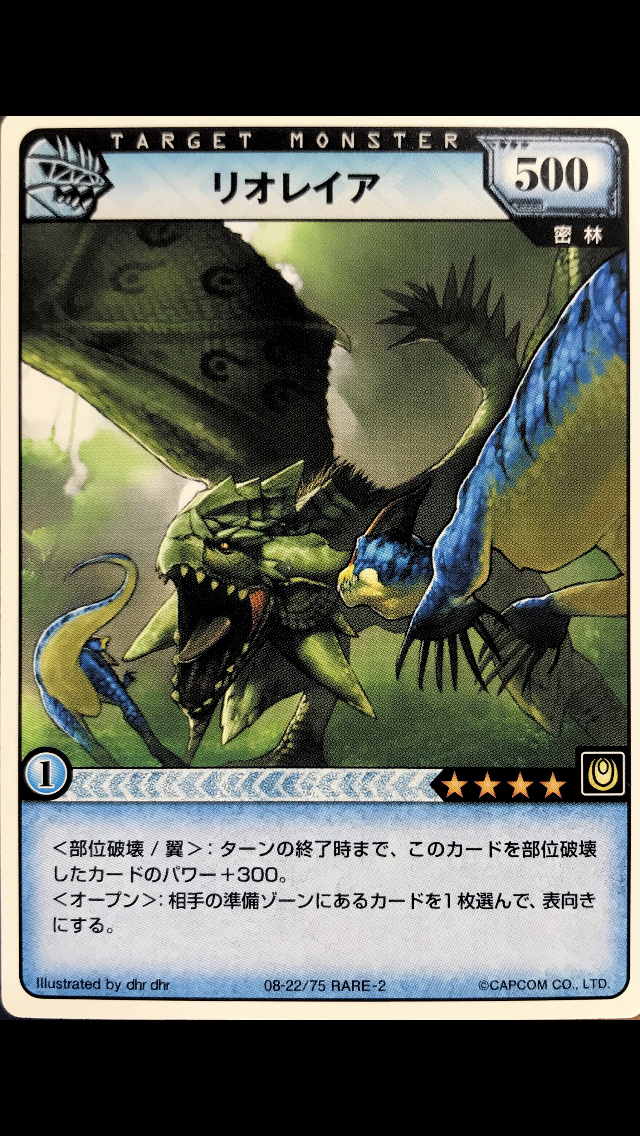 TARGET MONSTER
リオレイア
500
密林
1
<部位破壊 / 翼>：ターンの終了時まで、このカードを部位破壊
したカードのパワー＋300。
<オープン>：相手の準備ゾーンにあるカードを1枚選んで、表向き
にする。
Illustrated by dhr dhr
08-22/75 RARE-2
©CAPCOM CO., LTD.